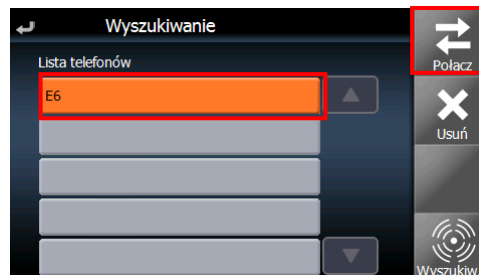 Wyszukiwanie
Lista telefonów
E6
Połacz
Usuń
Wyszukiw